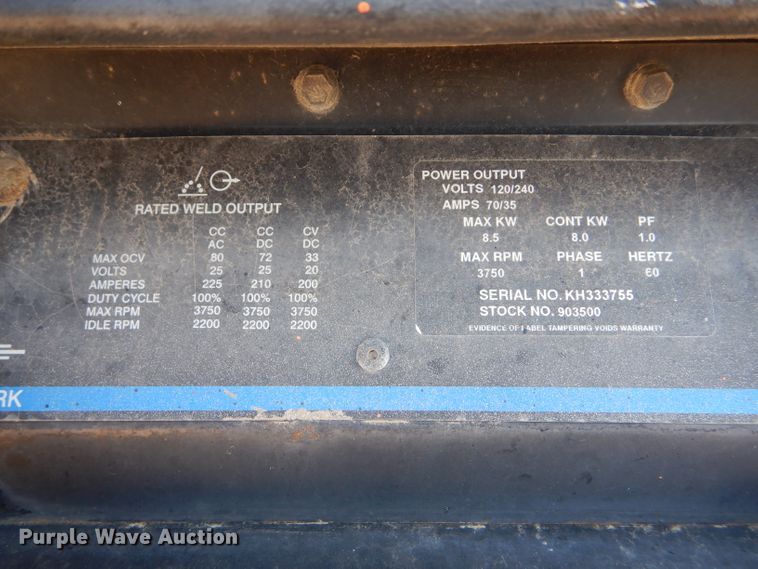 RATED WELD OUTPUT
CC CC CV
AC DC DC
MAX OCV 80 72 33
VOLTS 25 25 20
AMPERES 225 210 200
DUTY CYCLE 100% 100% 100%
MAX RPM 3750 3750 3750
IDLE RPM 2200 2200 2200
POWER OUTPUT
VOLTS 120/240
AMPS 70/35
MAX KW CONT KW PF
8.5 8.0 1.0
MAX RPM PHASE HERTZ
3750 1 60
SERIAL NO. KH333755
STOCK NO. 903500
EVIDENCE OF LABEL TAMPERING VOIDS WARRANTY
RK
Purple Wave Auction